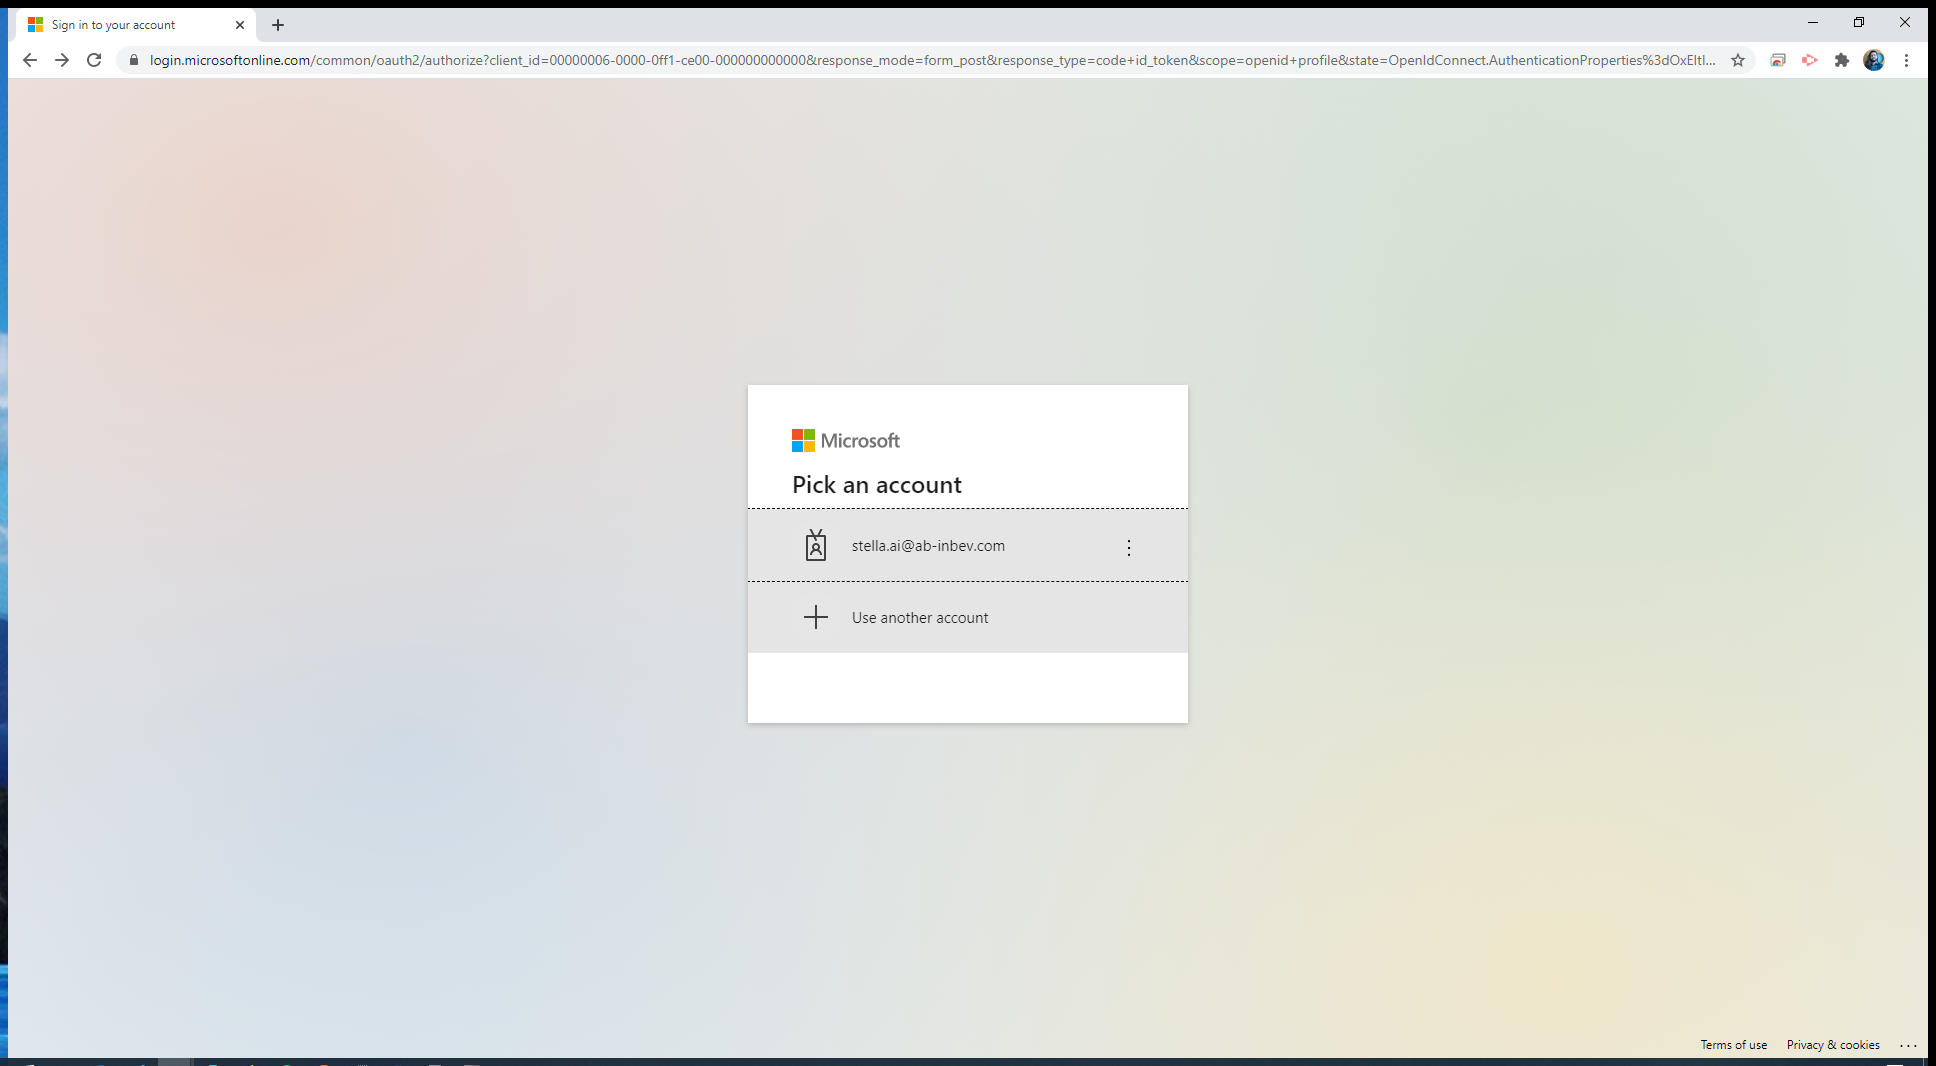 Sign in to your account
login.microsoftonline.com/common/oauth2/authorize?client_id=00000006-0000-0ff1-ce00-000000000000&response_mode=form_post&response_type=code+id_token&scope=openid+profile&state=OpenIdConnect.AuthenticationProperties%3dOxEltI...
Microsoft
Pick an account
stella.ai@ab-inbev.com
Use another account
Terms of use Privacy & cookies ...